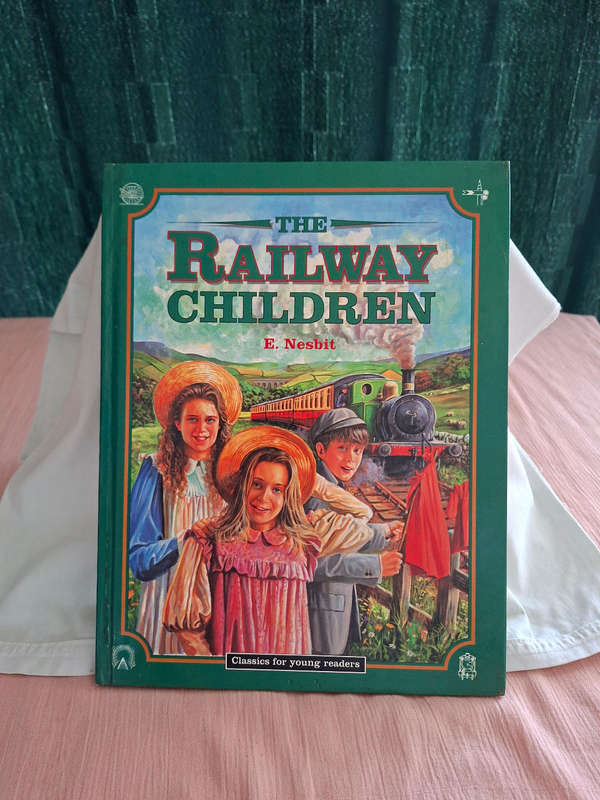 THE
RAILWAY
CHILDREN
E. Nesbit
Classics for young readers